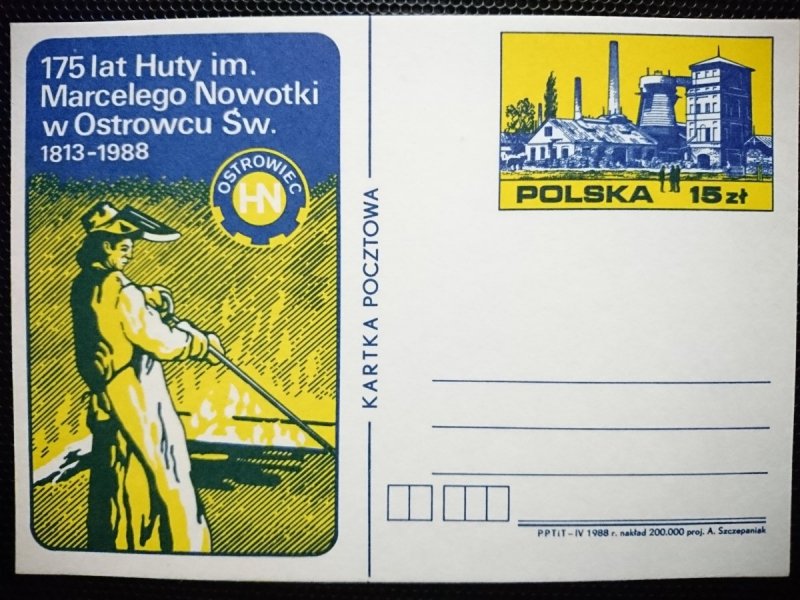 175 lat Huty im.
Marcelego Nowotki
w Ostrowcu Św.
1813-1988
OSTROWIEC
HN
KARTKA POCZTOWA
POLSKA 15 zł
PPTiT-IV 1988 r. nakład 200.000 proj. A. Szczepaniak